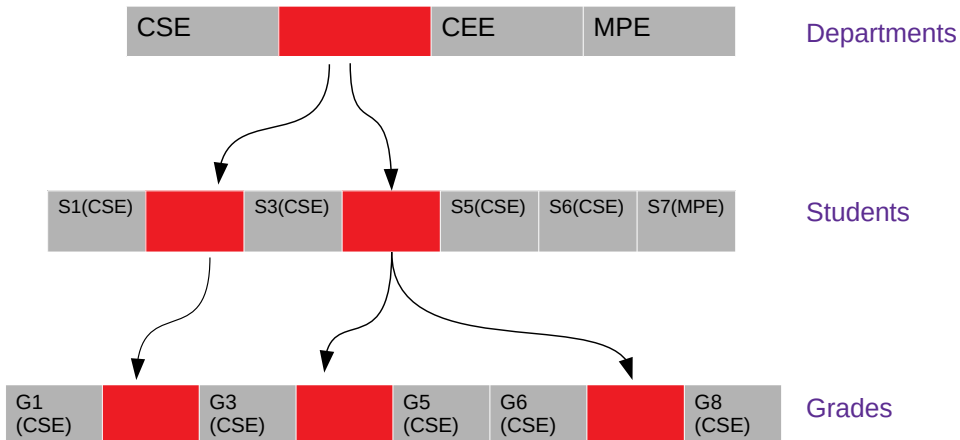 CSE CEE MPE Departments
S1(CSE) S3(CSE) S5(CSE) S6(CSE) S7(MPE) Students
G1 G3 G5 G6 G8
(CSE) (CSE) (CSE) (CSE) (CSE) Grades